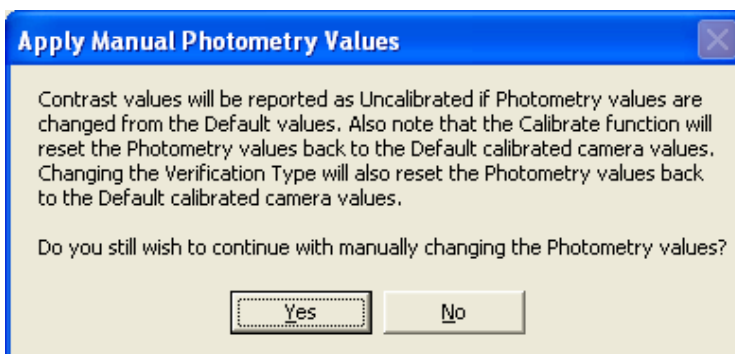 Apply Manual Photometry Values
Contrast values will be reported as Uncalibrated if Photometry values are
changed from the Default values. Also note that the Calibrate function will
reset the Photometry values back to the Default calibrated camera values.
Changing the Verification Type will also reset the Photometry values back
to the Default calibrated camera values.
Do you still wish to continue with manually changing the Photometry values?
Yes
No